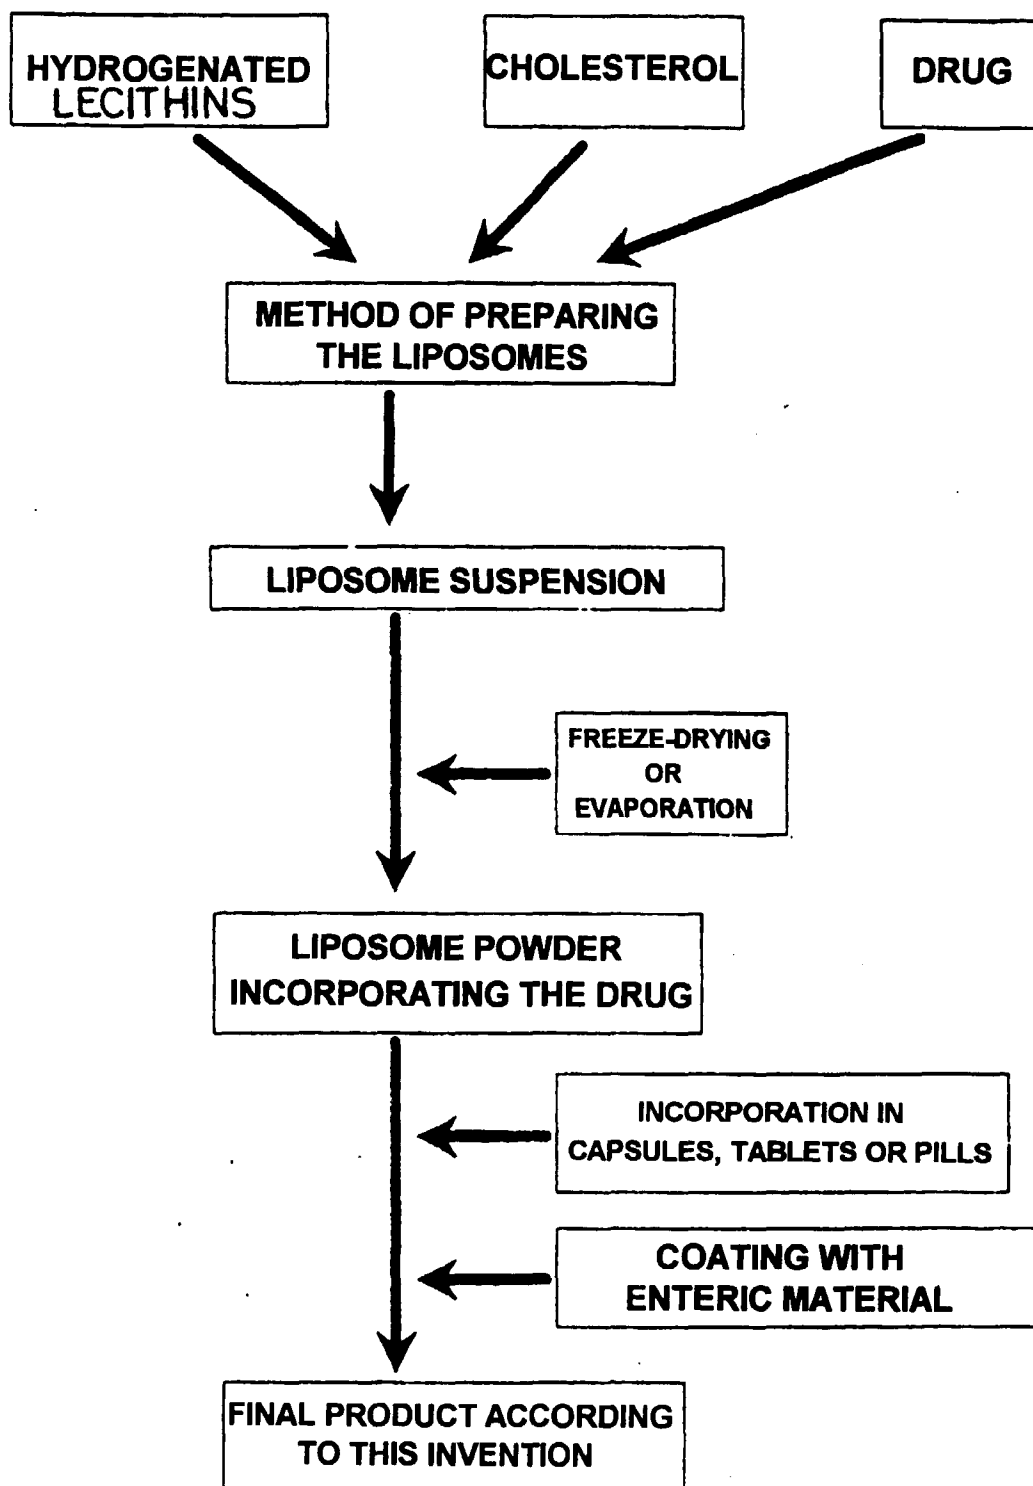 HYDROGENATED
LECITHINS
CHOLESTEROL
DRUG
METHOD OF PREPARING
THE LIPOSOMES
LIPOSOME SUSPENSION
FREEZE-DRYING
OR
EVAPORATION
LIPOSOME POWDER
INCORPORATING THE DRUG
INCORPORATION IN
CAPSULES, TABLETS OR PILLS
COATING WITH
ENTERIC MATERIAL
FINAL PRODUCT ACCORDING
TO THIS INVENTION